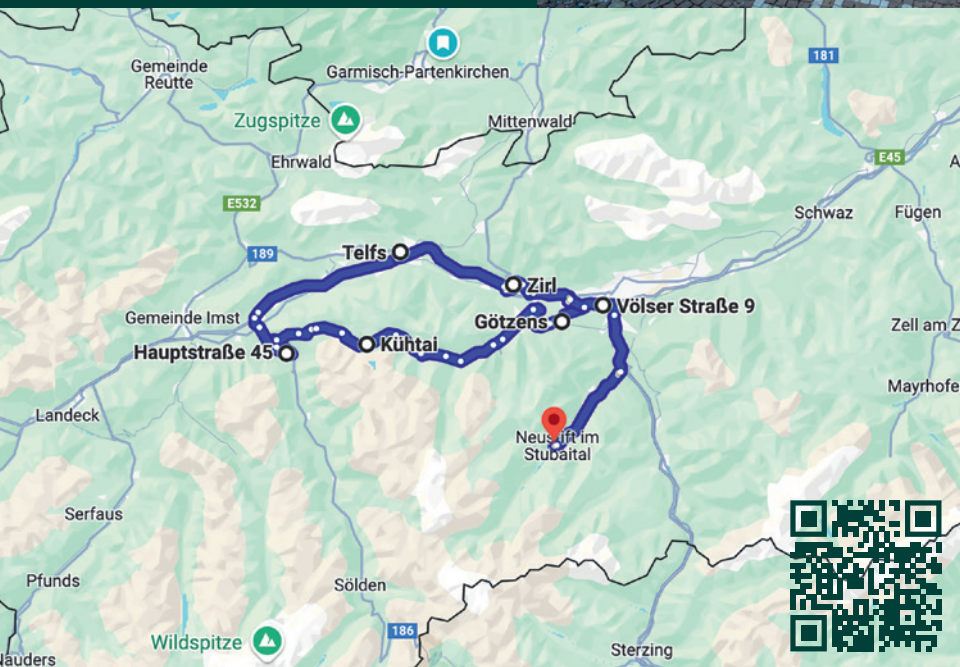 Gemeinde
Reutte
Garmisch-Partenkirchen
181
Zugspitze
Mittenwald
Ehrwald
E45
E532
Schwaz
Fügen
189
Telfs
Zirl
Völser Straße 9
Gemeinde Imst
Götzens
Zell am Z
Kühtai
Hauptstraße 45
Mayrhofe
Landeck
Neustift im
Stubaital
Serfaus
Pfunds
Sölden
186
Wildspitze
Sterzing
Nauders